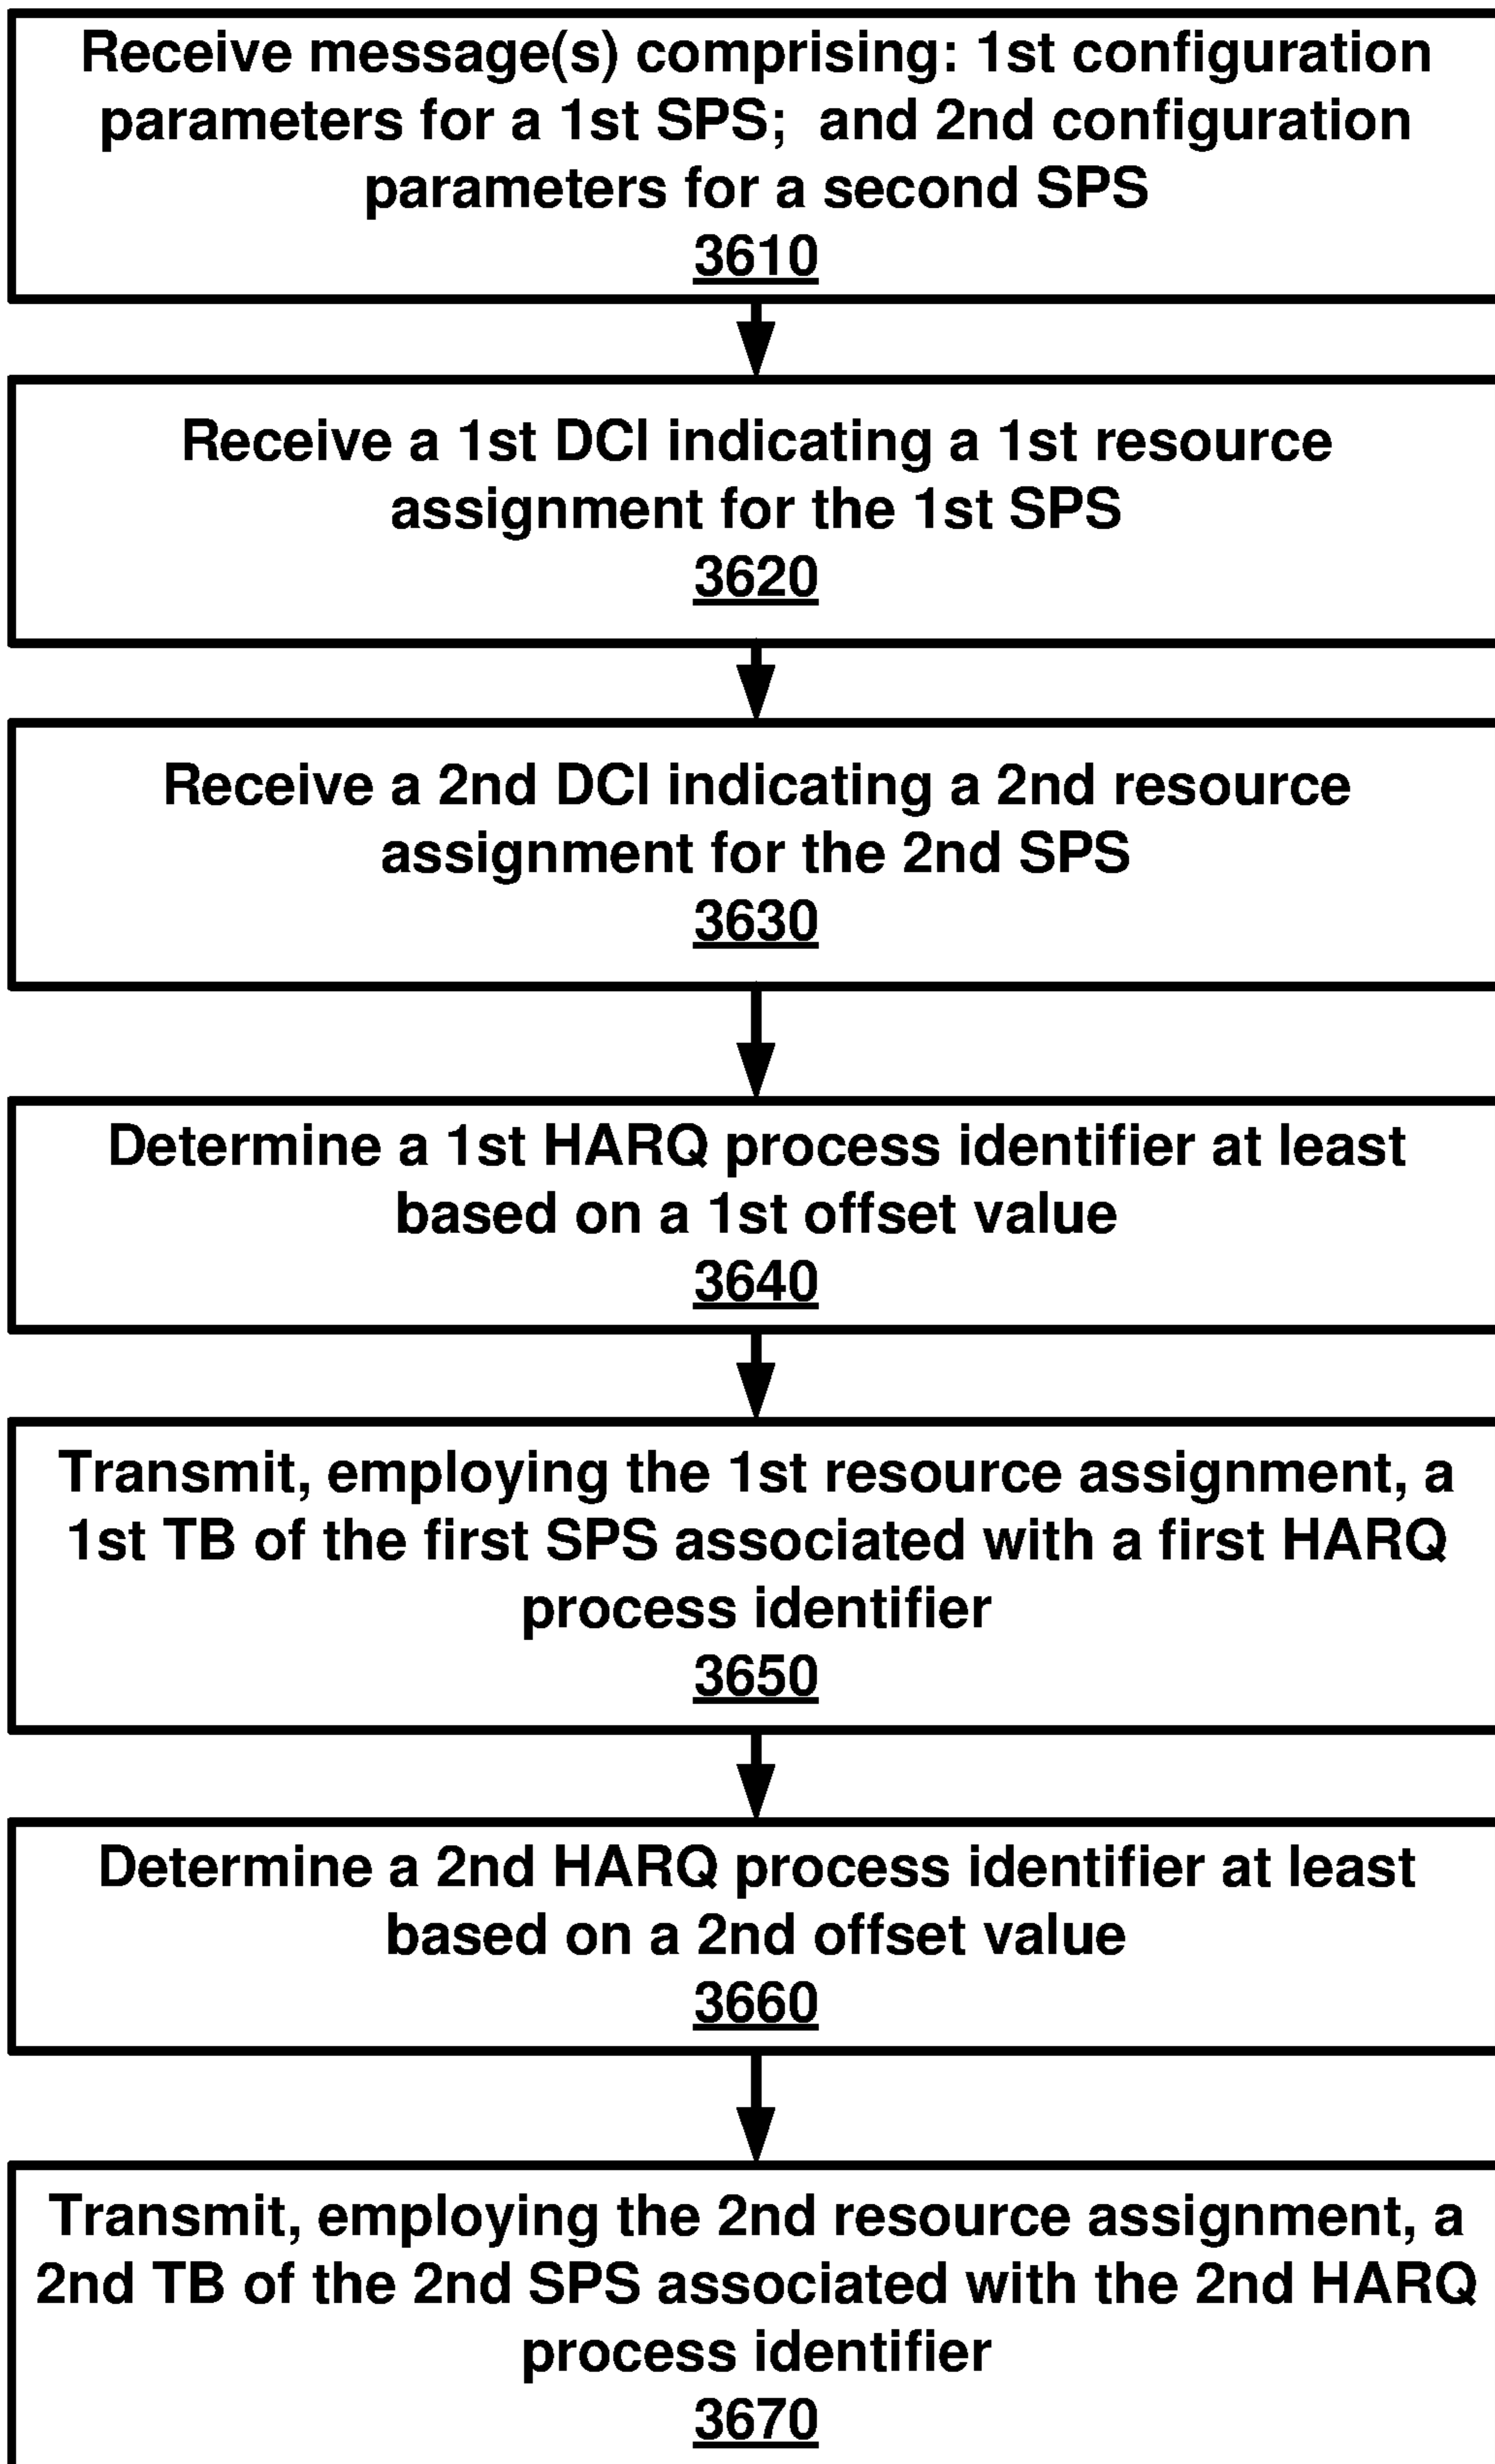 Receive message(s) comprising: 1st configuration
parameters for a 1st SPS;  and 2nd configuration
parameters for a second SPS
3610
Receive a 1st DCI indicating a 1st resource
assignment for the 1st SPS
3620
Receive a 2nd DCI indicating a 2nd resource
assignment for the 2nd SPS
3630
Determine a 1st HARQ process identifier at least
based on a 1st offset value
3640
Transmit, employing the 1st resource assignment, a
1st TB of the first SPS associated with a first HARQ
process identifier
3650
Determine a 2nd HARQ process identifier at least
based on a 2nd offset value
3660
Transmit, employing the 2nd resource assignment, a
2nd TB of the 2nd SPS associated with the 2nd HARQ
process identifier
3670